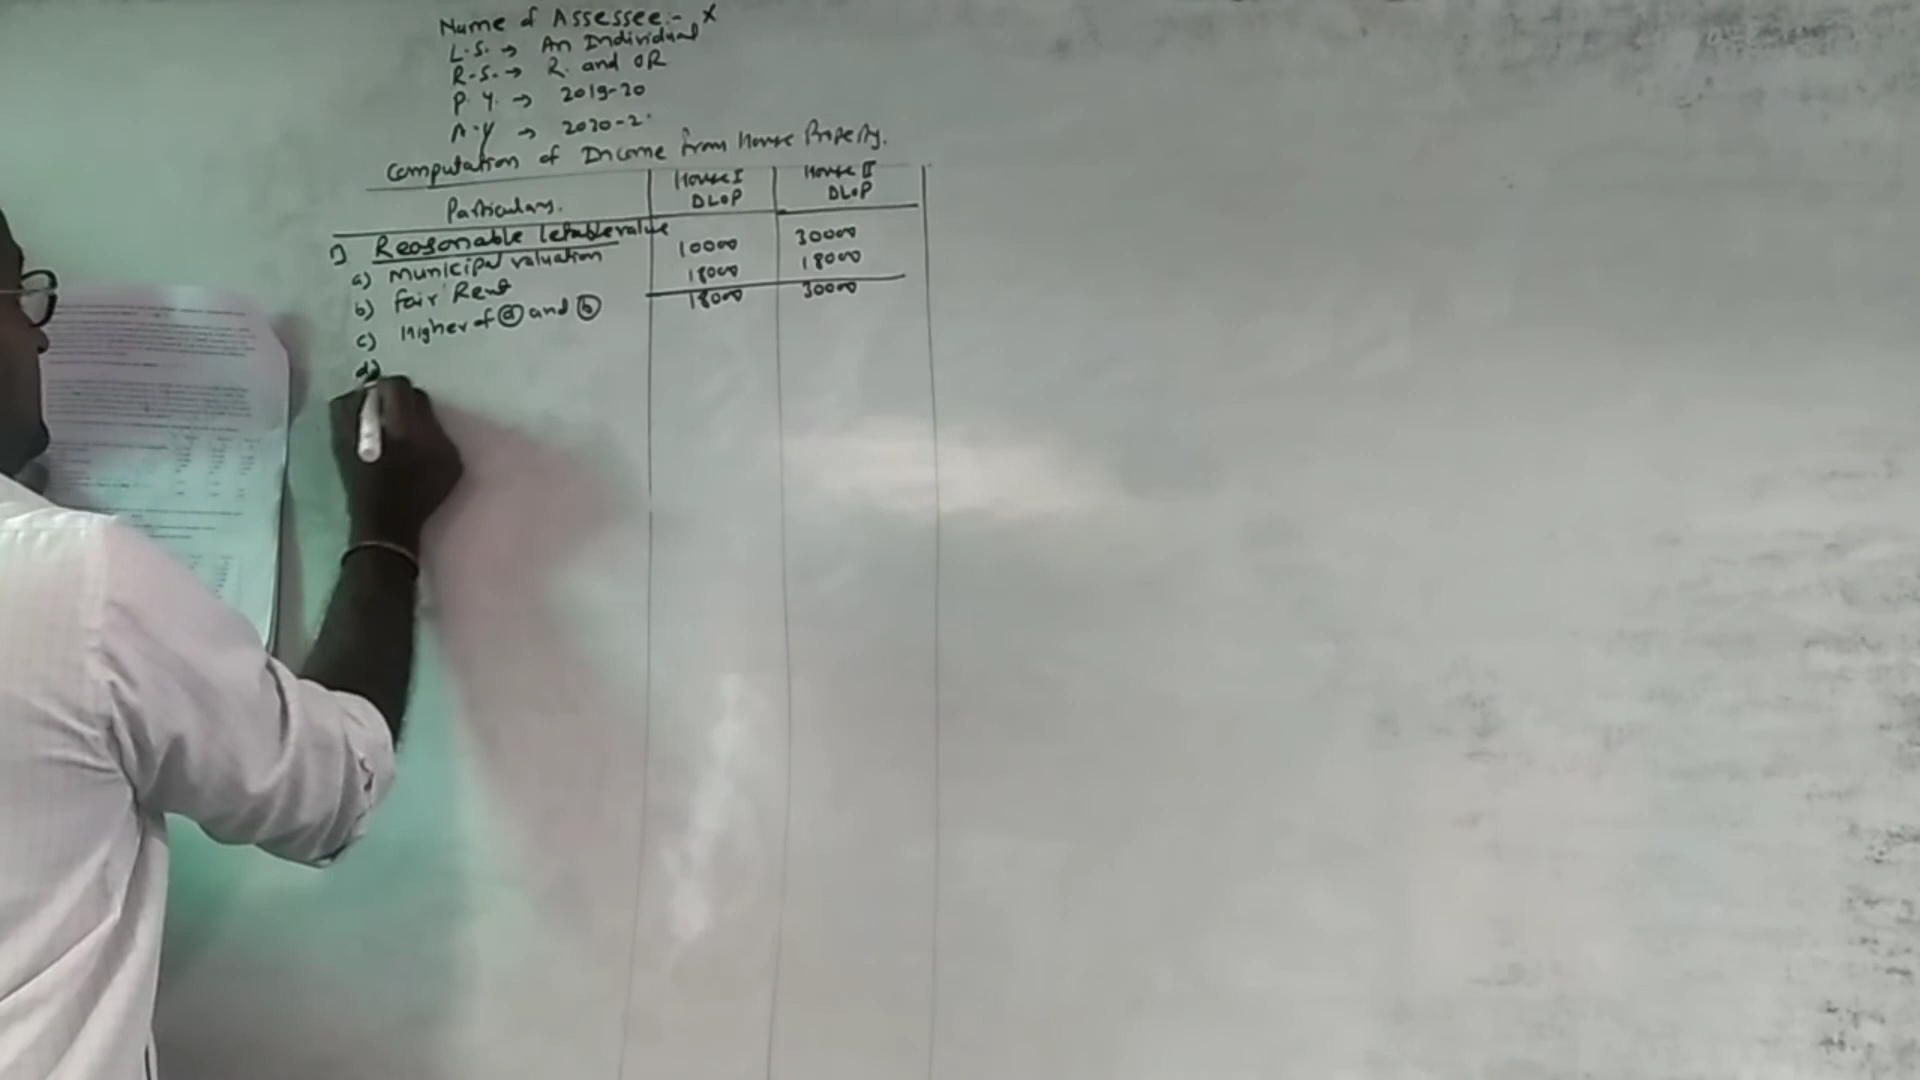 Name of Assessee:- X
L.S. → An Individual
R.S. → R. and OR
P.Y. → 2019-20
A.Y → 2020-2
Computation of Income from House Property.
Particulars. House I DLOP House II DLOP
1) Reasonable letable value
a) Municipal valuation 10000 30000
b) Fair Rent 18000 18000
c) Higher of ⓐ and ⓑ 18000 30000
d)